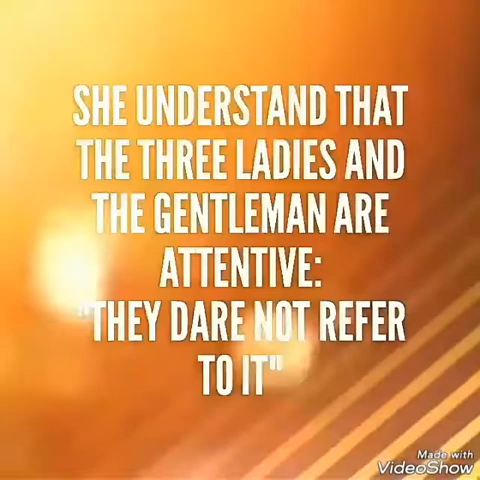 SHE UNDERSTAND THAT
THE THREE LADIES AND
THE GENTLEMAN ARE
ATTENTIVE:
"THEY DARE NOT REFER
TO IT"
Made with
VideoShow